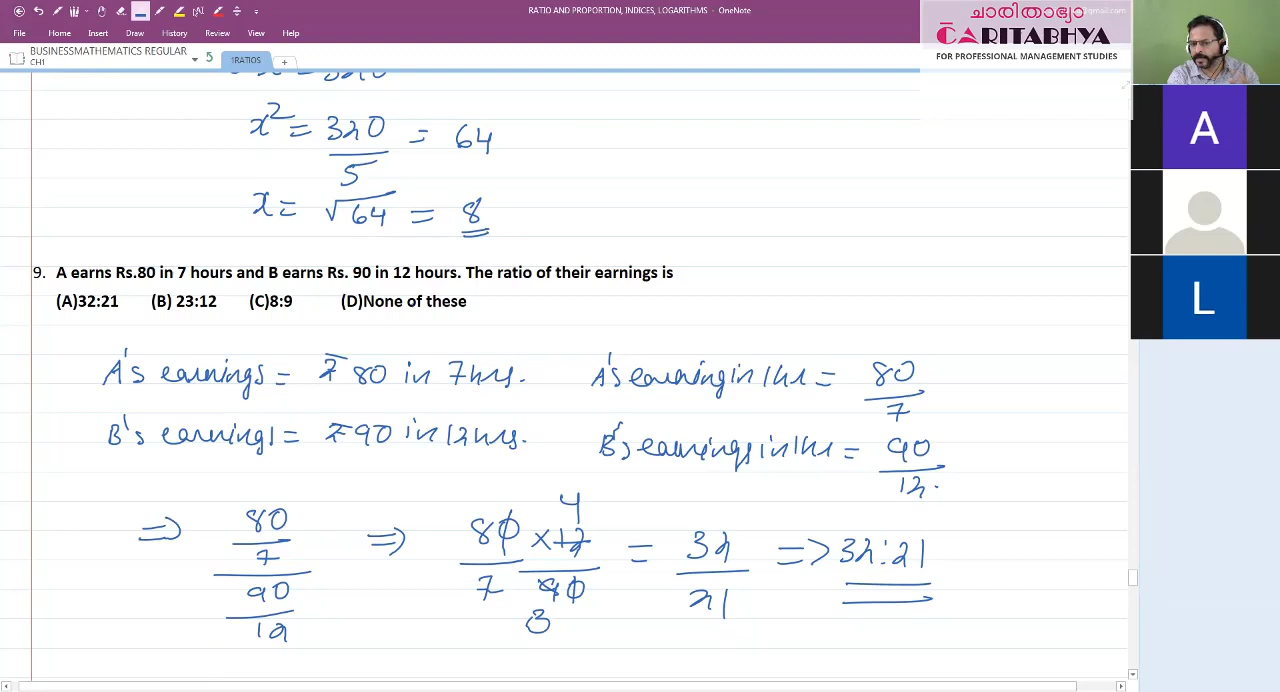 RATIO AND PROPORTION, INDICES, LOGARITHMS - OneNote
File Home Insert Draw History Review View Help
ചാരിതാഭ്യാ
gmail.com
CARITABHYA
FOR PROFESSIONAL MANAGEMENT STUDIES
BUSINESSMATHEMATICS REGULAR
CH1
5
1RATIOS
x² = 320/5 = 64
x = √64 = 8
9. A earns Rs.80 in 7 hours and B earns Rs. 90 in 12 hours. The ratio of their earnings is
(A)32:21 (B) 23:12 (C)8:9 (D)None of these
A's earnings = ₹ 80 in 7hrs. A's earning in 1hr = 80/7
B's earnings = ₹ 90 in 12hrs. B's earnings in 1hr = 90/12.
⇒ 80/7 / 90/12 ⇒ 80/7 × 12/90 4 3 = 32/21 => 32:21
A
L